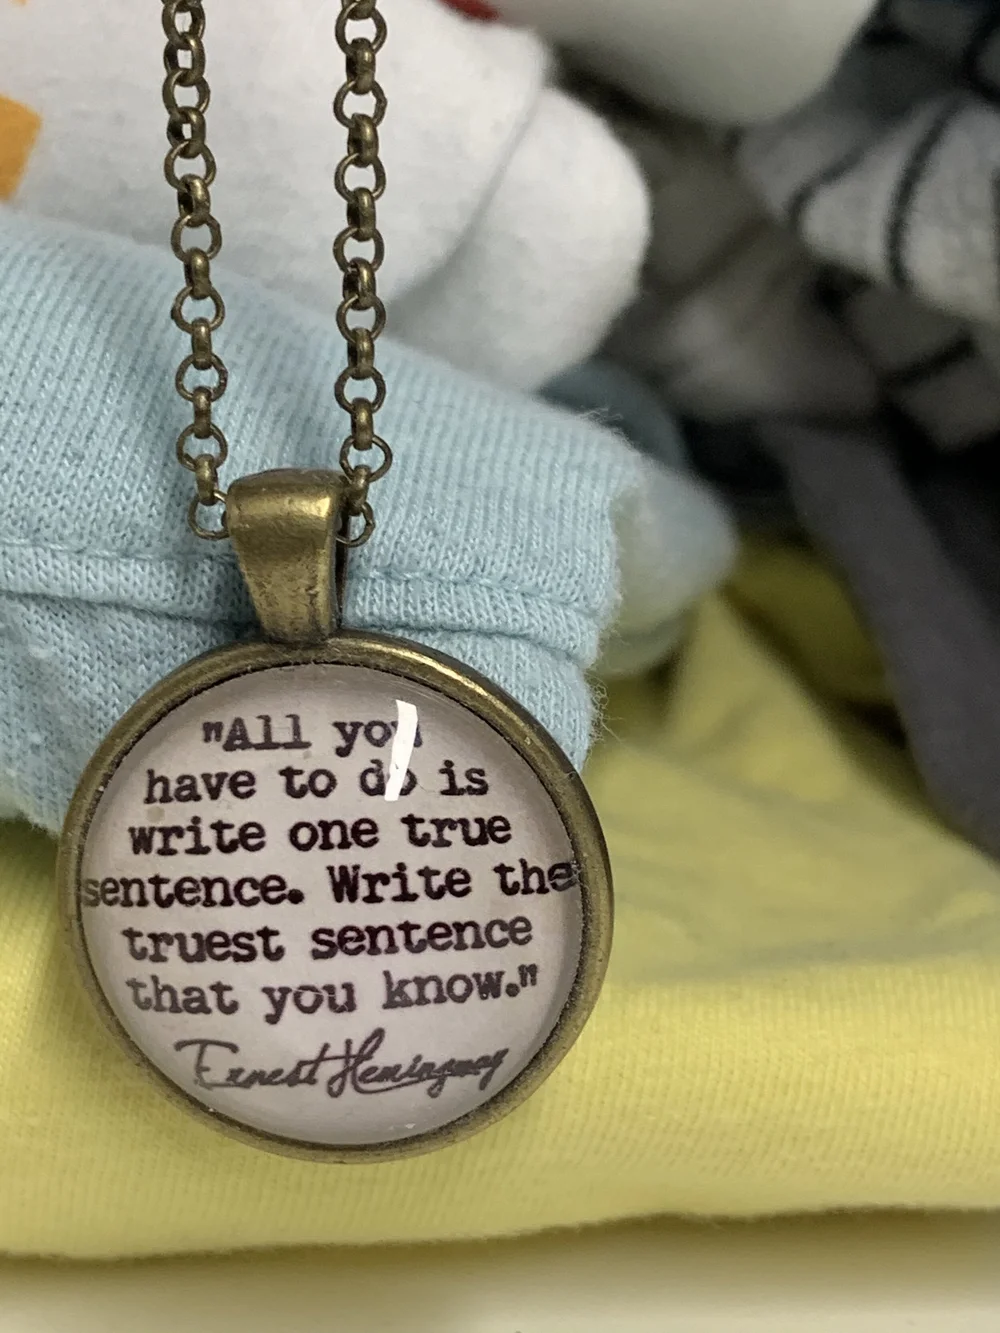 "All you
have to do is
write one true
sentence. Write the
truest sentence
that you know."
Ernest Hemingway